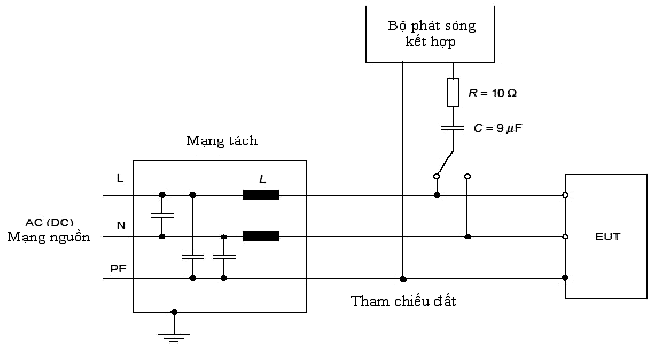 Bộ phát sóng
kết hợp
R = 10 Ω
C = 9 µF
Mạng tách
L
L
AC (DC)
Mạng nguồn
N
EUT
PF
Tham chiếu đất